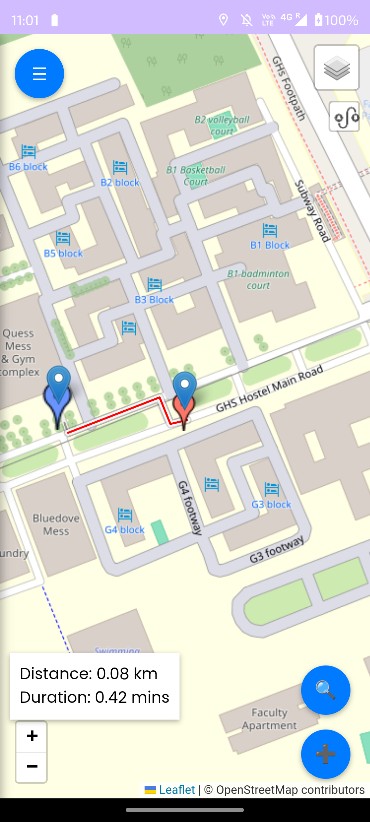 11:01
Vo))
LTE
4G
100%
GHS Footpath
B2 volleyball
court
B6 block
B2 block
B1 Basketball
Court
Subway Road
B5 block
B1 Block
B1 badminton
court
B3 Block
Quess
Mess
& Gym
complex
GHS Hostel Main Road
G4 footway
G3 block
G4 block
Bluedove
Mess
undry
G3 footway
Swimming
Distance: 0.08 km
Duration: 0.42 mins
Faculty
Apartment
+
−
Leaflet | © OpenStreetMap contributors